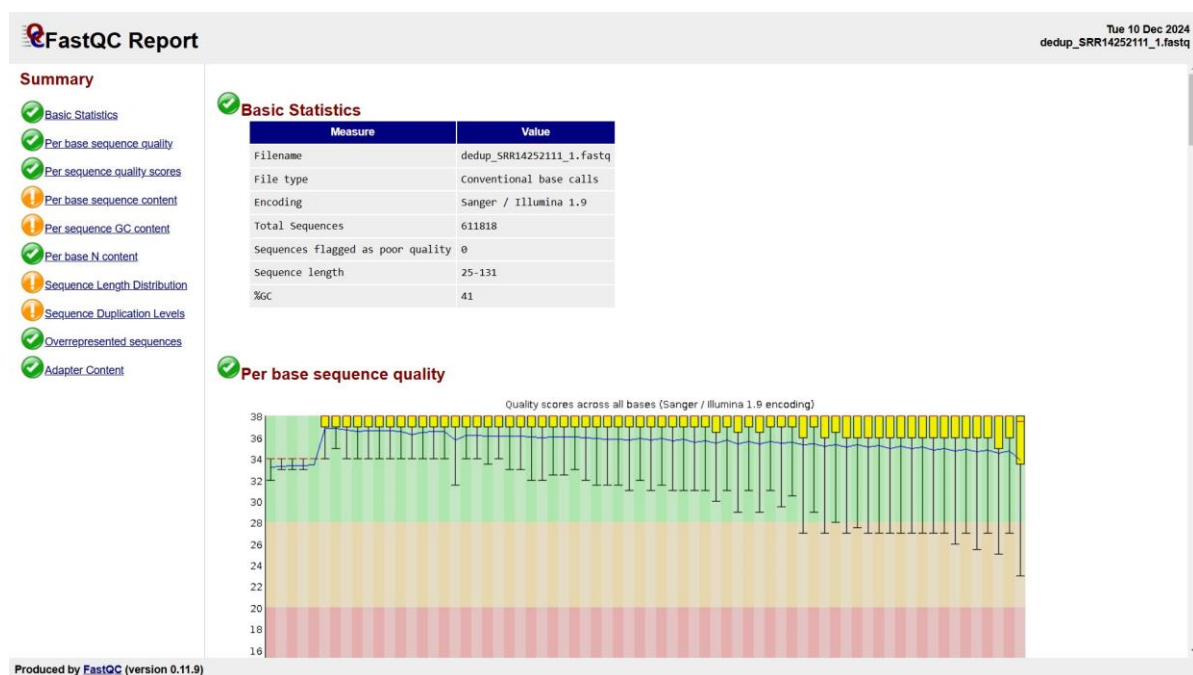 FastQC Report
Tue 10 Dec 2024
dedup_SRR14252111_1.fastq
Summary
Basic Statistics
Per base sequence quality
Per sequence quality scores
Per base sequence content
Per sequence GC content
Per base N content
Sequence Length Distribution
Sequence Duplication Levels
Overrepresented sequences
Adapter Content
Basic Statistics
Measure Value
Filename dedup_SRR14252111_1.fastq
File type Conventional base calls
Encoding Sanger / Illumina 1.9
Total Sequences 611818
Sequences flagged as poor quality 0
Sequence length 25-131
%GC 41
Per base sequence quality
Quality scores across all bases (Sanger / Illumina 1.9 encoding)
38
36
34
32
30
28
26
24
22
20
18
16
Produced by FastQC (version 0.11.9)